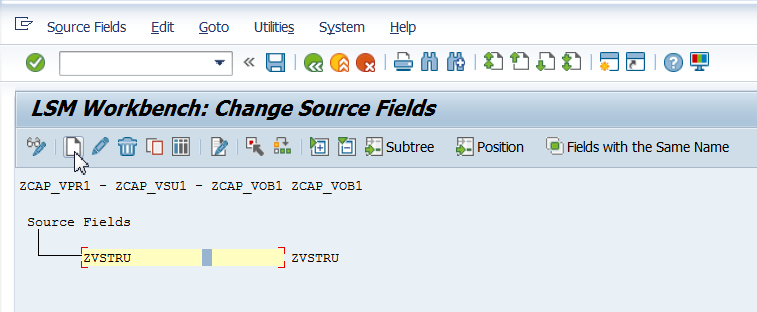 Source Fields Edit Goto Utilities System Help
LSM Workbench: Change Source Fields
Subtree Position Fields with the Same Name
ZCAP_VPR1 - ZCAP_VSU1 - ZCAP_VOB1 ZCAP_VOB1
Source Fields
ZVSTRU ZVSTRU